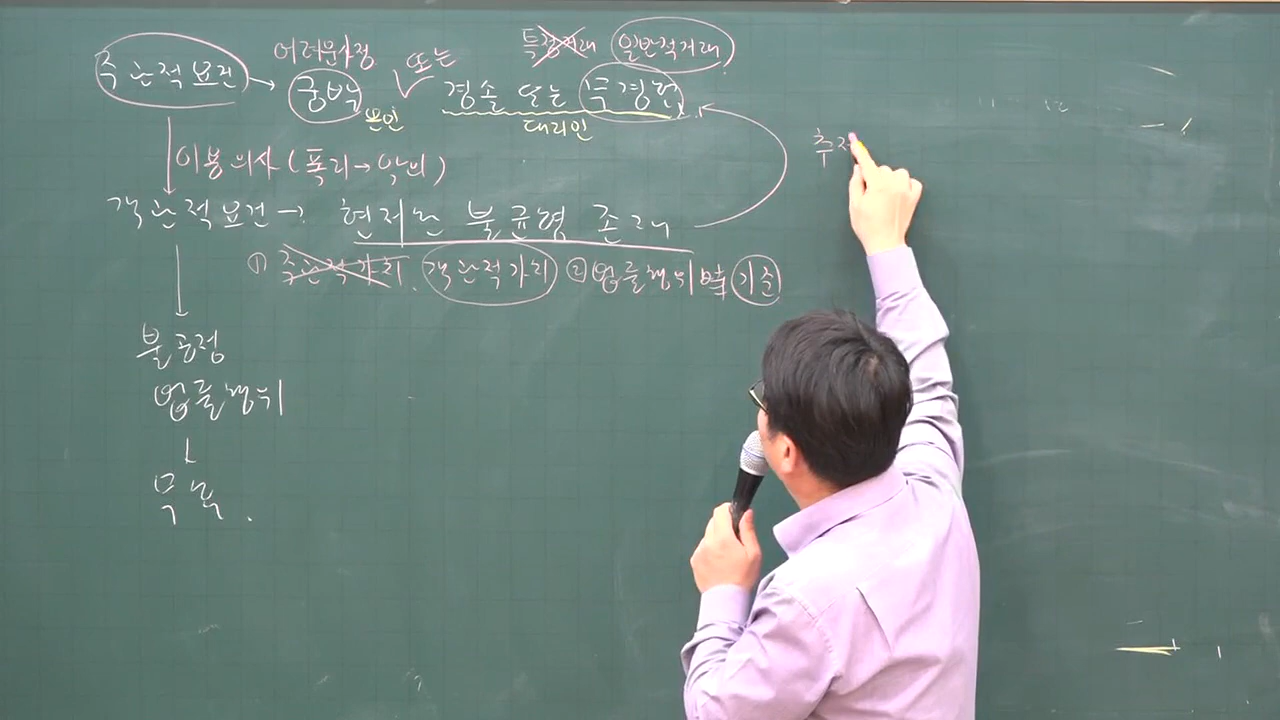 어려운사정 또는 특정거래 일반적거래
주관적요건 → 궁박 경솔 또는 무경험
본인 대리인
이용의사 (폭리→악의)
객관적요건 → 현저한 불균형 존재
① 주관적가치. 객관적가치 ② 법률행위때 기준
추
불공정
법률행위
↓
무효.